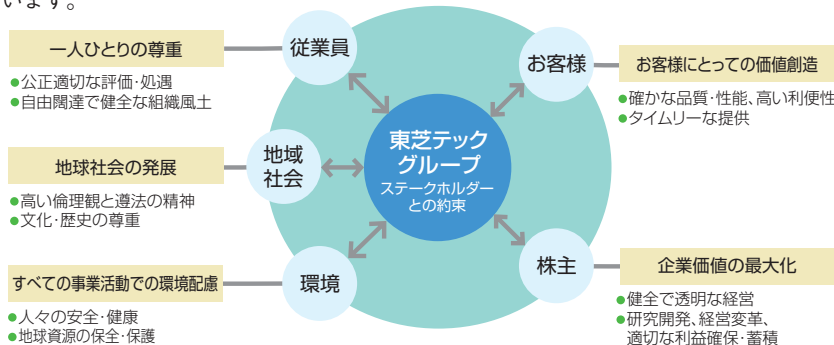 います。
一人ひとりの尊重
●公正適切な評価・処遇
●自由闊達で健全な組織風土
従業員
お客様
お客様にとっての価値創造
●確かな品質・性能、高い利便性
●タイムリーな提供
東芝テック
グループ
ステークホルダー
との約束
地域
社会
地球社会の発展
●高い倫理観と遵法の精神
●文化・歴史の尊重
環境
すべての事業活動での環境配慮
●人々の安全・健康
●地球資源の保全・保護
株主
企業価値の最大化
●健全で透明な経営
●研究開発、経営変革、
適切な利益確保・蓄積